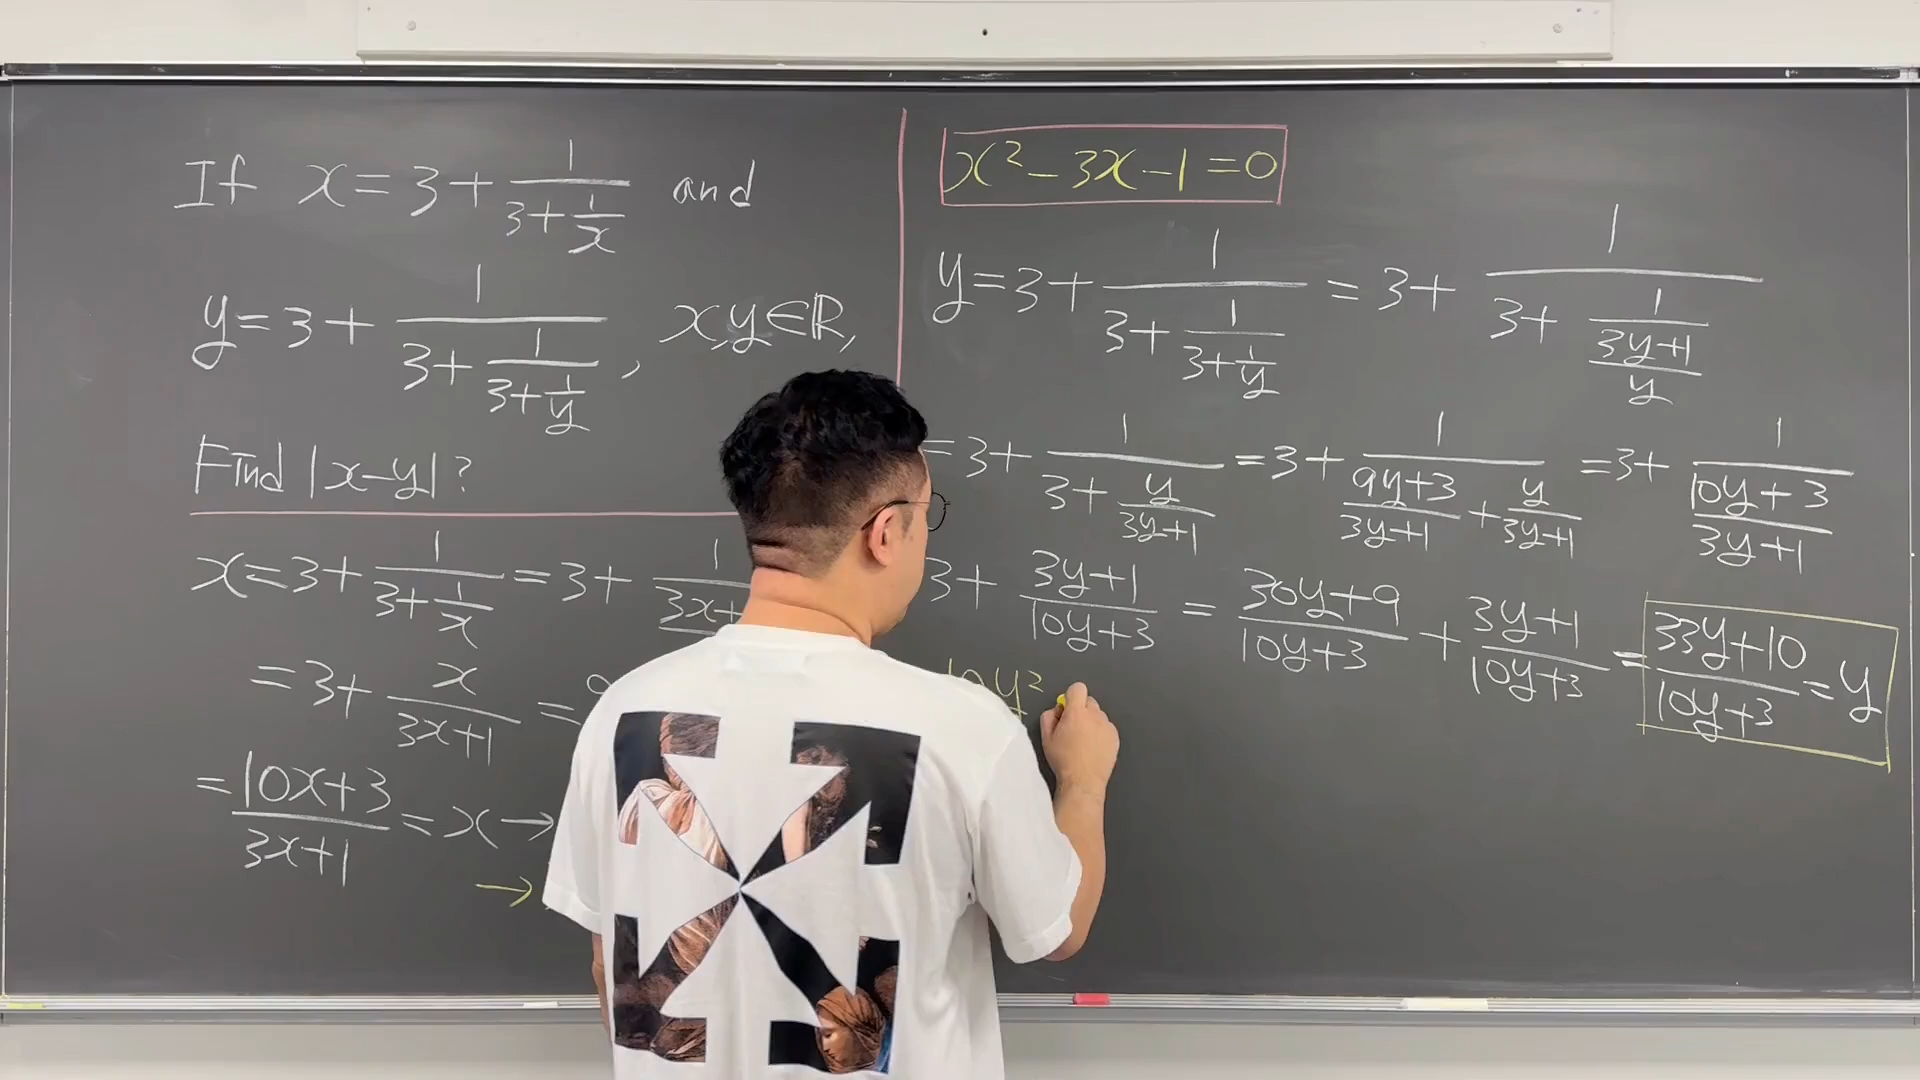 If x = 3 + 1/(3 + 1/x) and
y = 3 + 1/(3 + 1/(3 + 1/y)), x,y∈ℝ,
Find |x-y|?
x = 3 + 1/(3 + 1/x) = 3 + 1/(3x+
= 3 + x/(3x+1) =
= (10x+3)/(3x+1) = x →
→
x² - 3x - 1 = 0
y = 3 + 1/(3 + 1/(3 + 1/y)) = 3 + 1/(3 + 1/((3y+1)/y))
= 3 + 1/(3 + y/(3y+1)) = 3 + 1/((9y+3)/(3y+1) + y/(3y+1)) = 3 + 1/((10y+3)/(3y+1))
3 + (3y+1)/(10y+3) = (30y+9)/(10y+3) + (3y+1)/(10y+3) = (33y+10)/(10y+3) = y
10y²